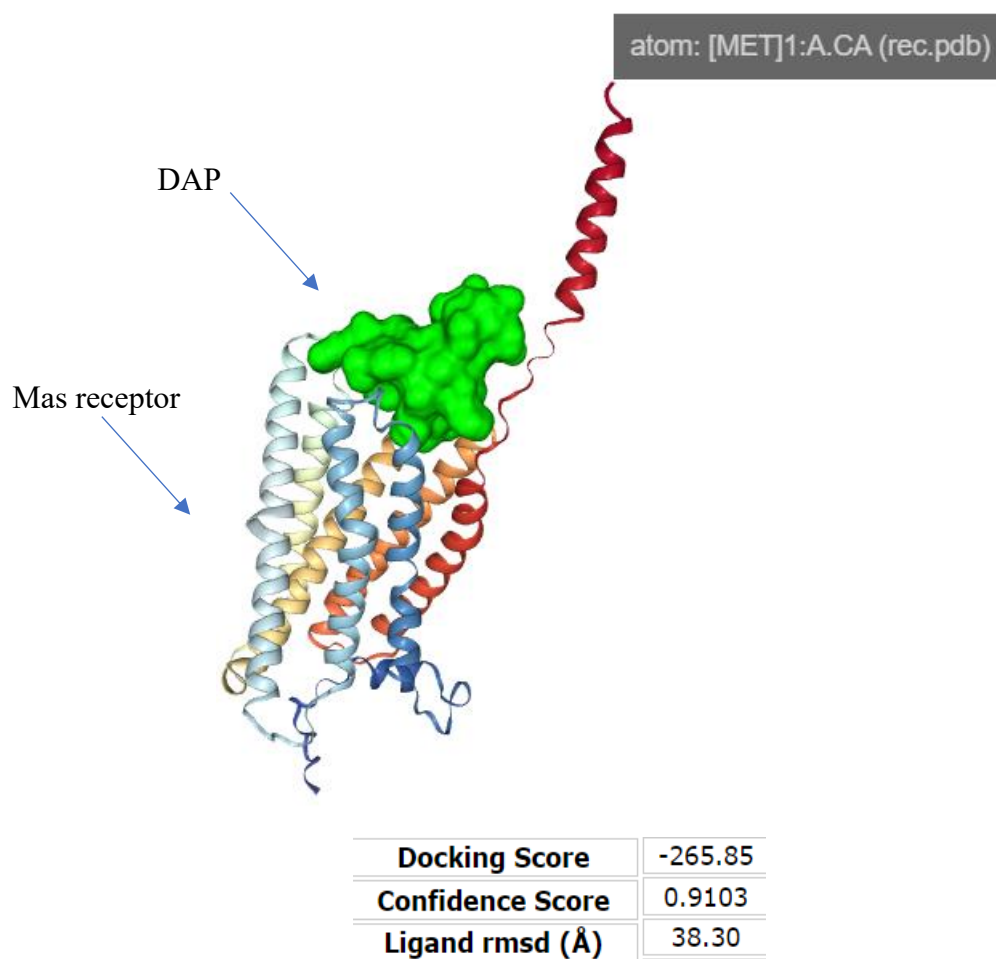 atom: [MET]1:A.CA (rec.pdb)
DAP
Mas receptor
Docking Score -265.85
Confidence Score 0.9103
Ligand rmsd (Å) 38.30